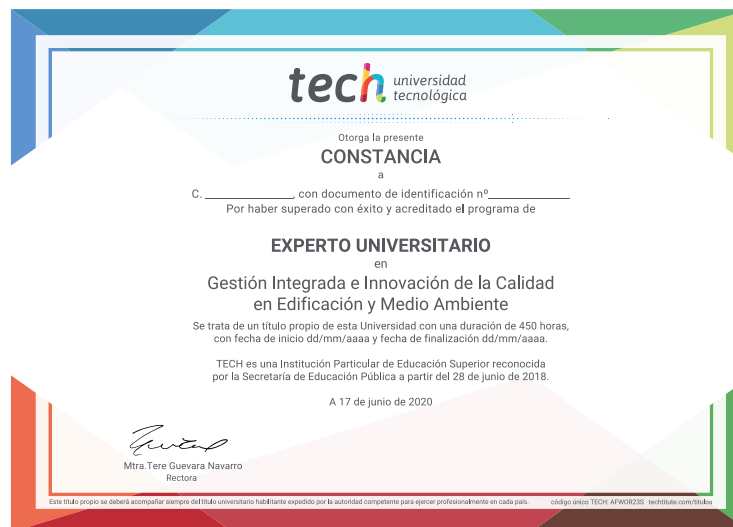 tech universidad
tecnológica
Otorga la presente
CONSTANCIA
a
C. ______________, con documento de identificación nº______________
Por haber superado con éxito y acreditado el programa de
EXPERTO UNIVERSITARIO
en
Gestión Integrada e Innovación de la Calidad
en Edificación y Medio Ambiente
Se trata de un título propio de esta Universidad con una duración de 450 horas,
con fecha de inicio dd/mm/aaaa y fecha de finalización dd/mm/aaaa.
TECH es una Institución Particular de Educación Superior reconocida
por la Secretaría de Educación Pública a partir del 28 de junio de 2018.
A 17 de junio de 2020
Mtra.Tere Guevara Navarro
Rectora
Este título propio se deberá acompañar siempre del título universitario habilitante expedido por la autoridad competente para ejercer profesionalmente en cada país. código único TECH: AFWOR23S techtitute.com/titulos